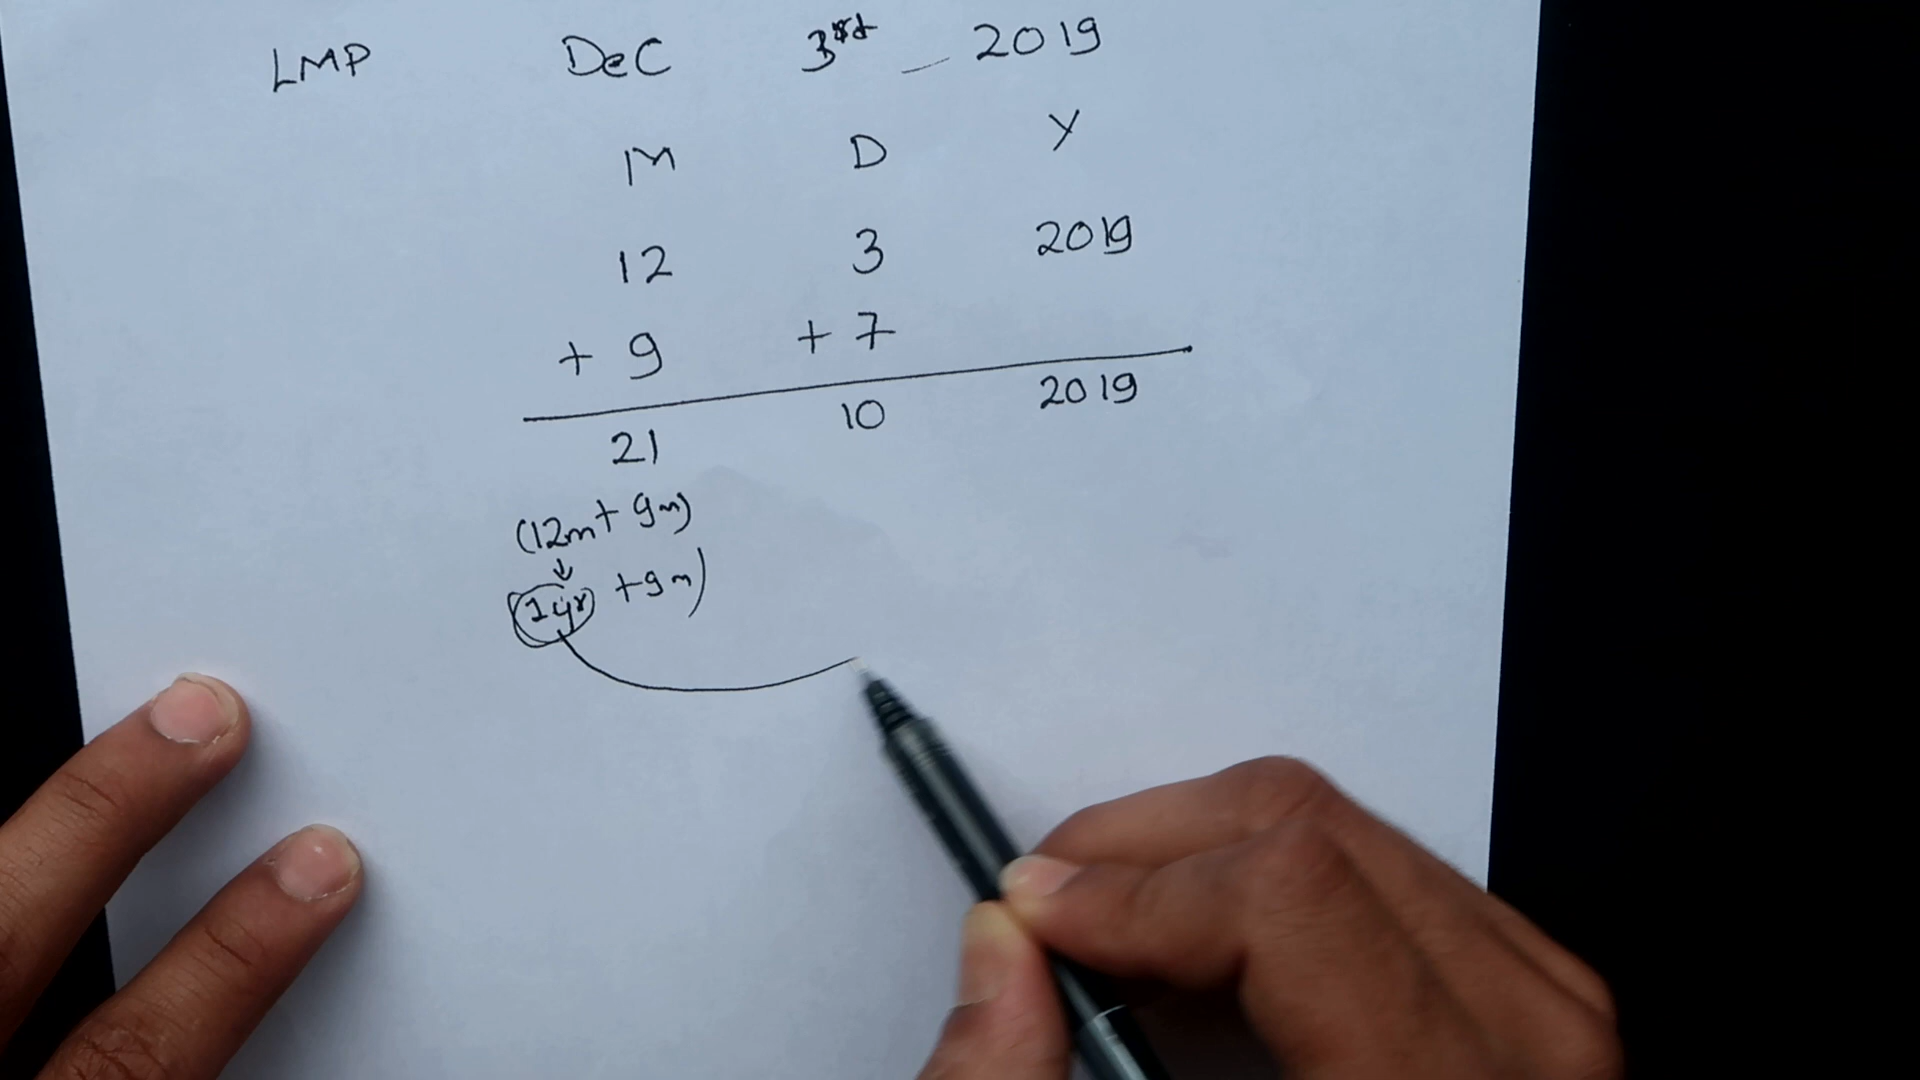 LMP DeC 3rd - 2019
M D Y
12 3 2019
+ 9 + 7
21 10 2019
(12m + 9m)
(1yr + 9m)